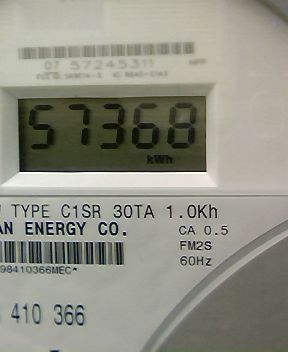 07 57245311
57368
kWh
TYPE C1SR 30TA 1.0Kh
AN ENERGY CO.
CA 0.5
FM2S
60Hz
98410366MEC*
410 366